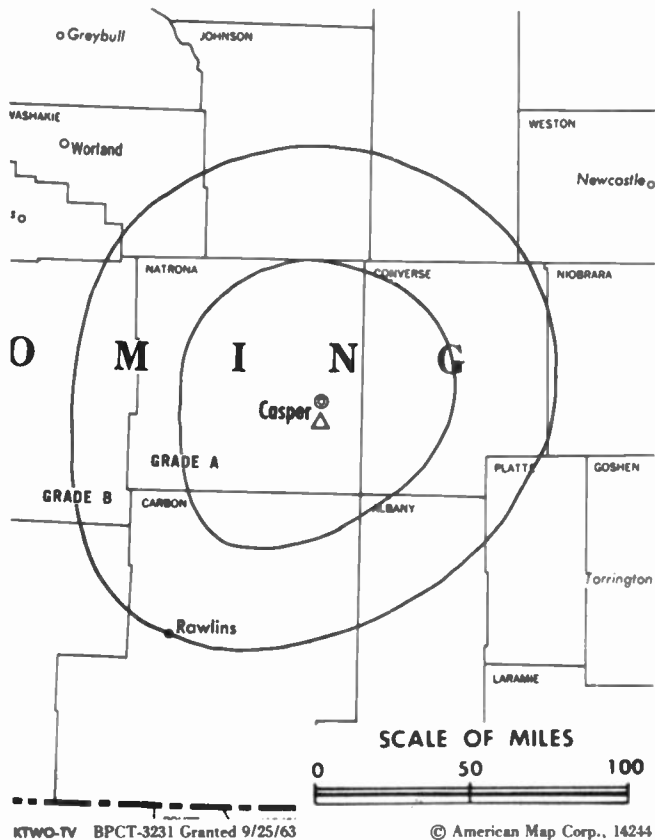 Greybull
JOHNSON
WASHAKIE
Worland
WESTON
Newcastle
NATRONA
CONVERSE
NIOBRARA
O M I N G
Casper
GRADE A
GRADE B
CARBON
ALBANY
PLATTE
GOSHEN
Torrington
Rawlins
LARAMIE
SCALE OF MILES
0 50 100
KTWO-TV BPCT-3231 Granted 9/25/63
© American Map Corp., 14244